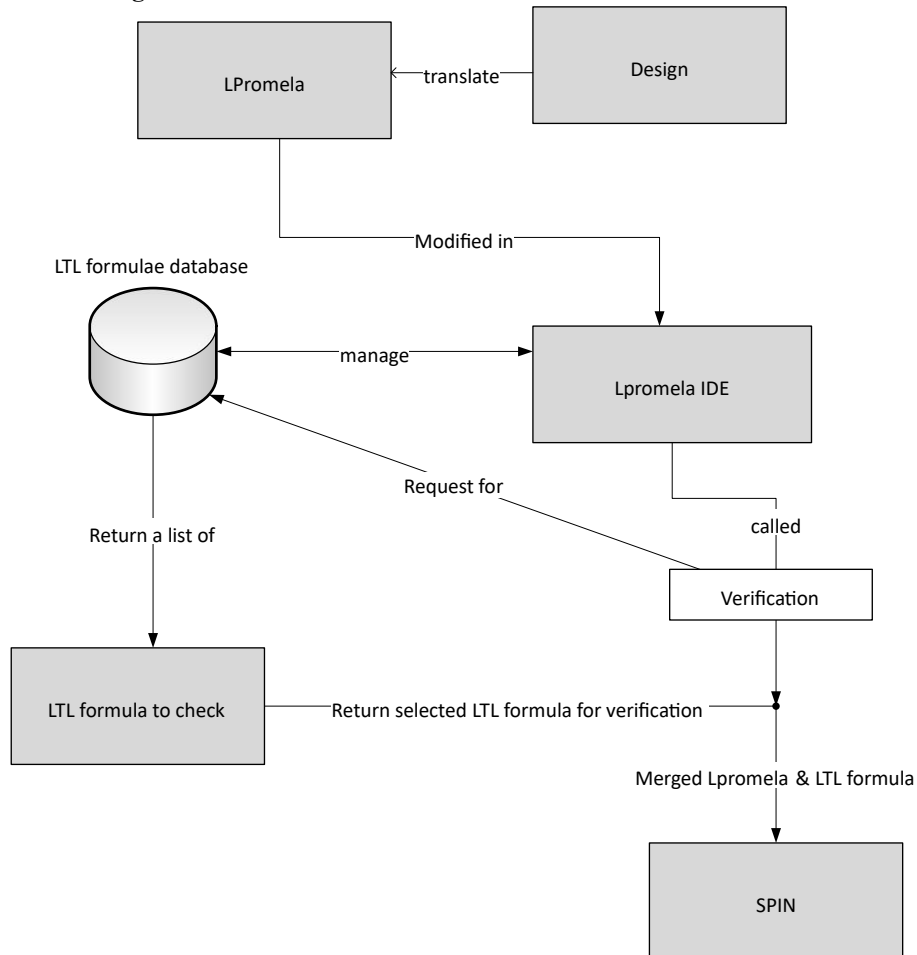 LPromela
translate
Design
Modified in
LTL formulae database
manage
Lpromela IDE
Request for
Return a list of
called
Verification
LTL formula to check
Return selected LTL formula for verification
Merged Lpromela & LTL formula
SPIN